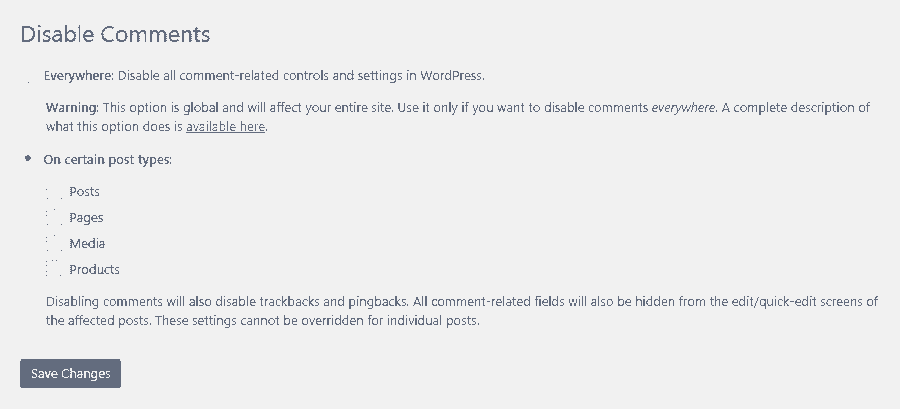 Disable Comments
Everywhere: Disable all comment-related controls and settings in WordPress.
Warning: This option is global and will affect your entire site. Use it only if you want to disable comments everywhere. A complete description of
what this option does is available here.
On certain post types:
Posts
Pages
Media
Products
Disabling comments will also disable trackbacks and pingbacks. All comment-related fields will also be hidden from the edit/quick-edit screens of
the affected posts. These settings cannot be overridden for individual posts.
Save Changes